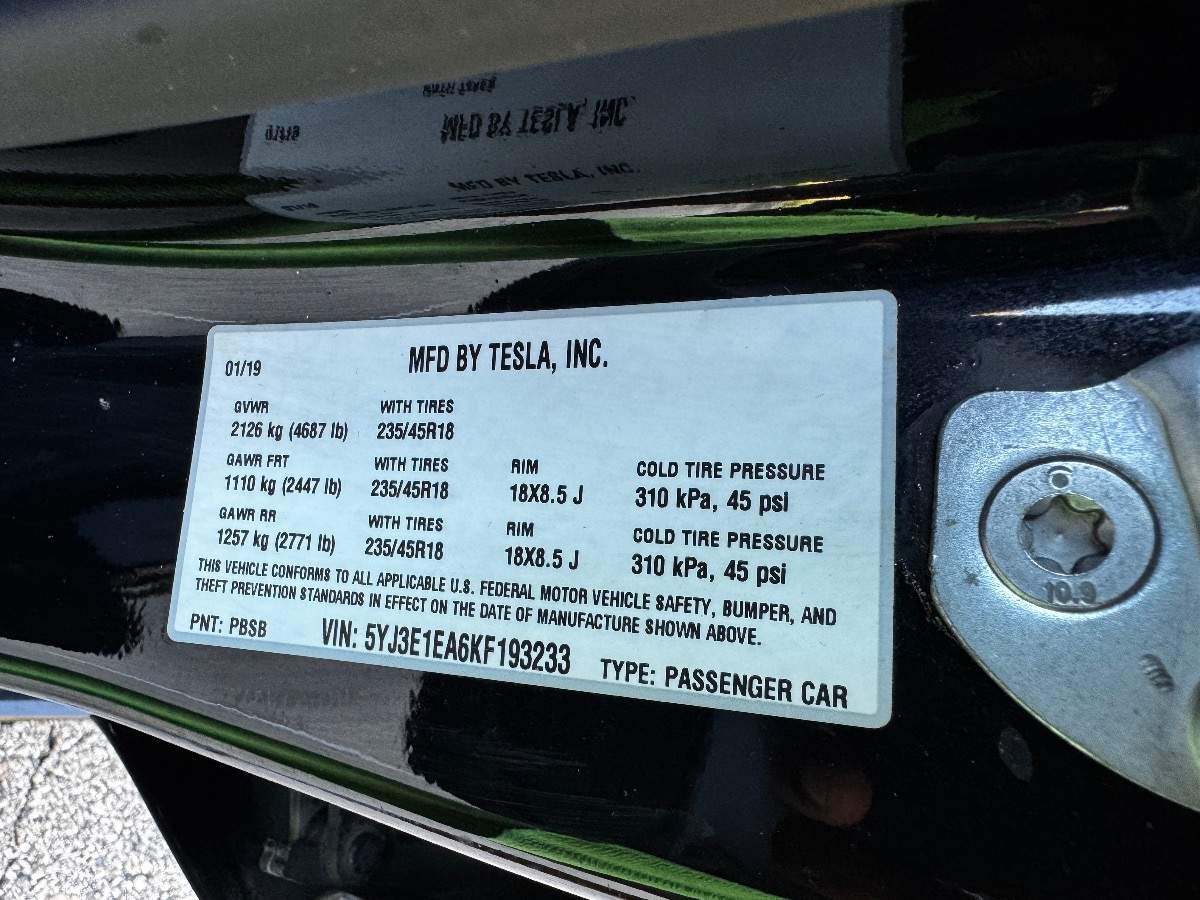 01/19 MFD BY TESLA, INC.
GVWR WITH TIRES
2126 kg (4687 lb) 235/45R18
GAWR FRT WITH TIRES RIM COLD TIRE PRESSURE
1110 kg (2447 lb) 235/45R18 18X8.5 J 310 kPa, 45 psi
GAWR RR WITH TIRES RIM COLD TIRE PRESSURE
1257 kg (2771 lb) 235/45R18 18X8.5 J 310 kPa, 45 psi
THIS VEHICLE CONFORMS TO ALL APPLICABLE U.S. FEDERAL MOTOR VEHICLE SAFETY, BUMPER, AND
THEFT PREVENTION STANDARDS IN EFFECT ON THE DATE OF MANUFACTURE SHOWN ABOVE.
PNT: PBSB VIN: 5YJ3E1EA6KF193233 TYPE: PASSENGER CAR
10.9